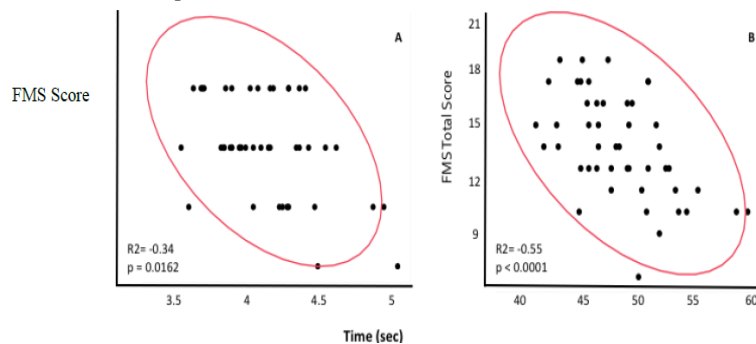 A
FMS Score
R2= -0.34
p = 0.0162
3.5 4 4.5 5
B
21
18
15
12
9
FMS Total Score
R2= -0.55
p < 0.0001
40 45 50 55 60
Time (sec)